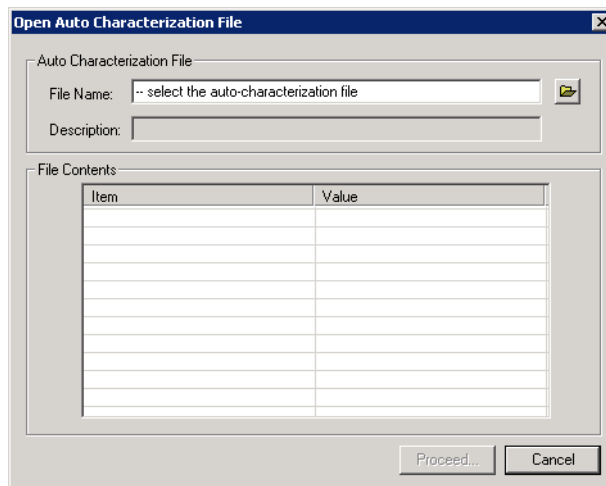 Open Auto Characterization File
Auto Characterization File
File Name: -- select the auto-characterization file
Description:
File Contents
Item Value
Proceed... Cancel